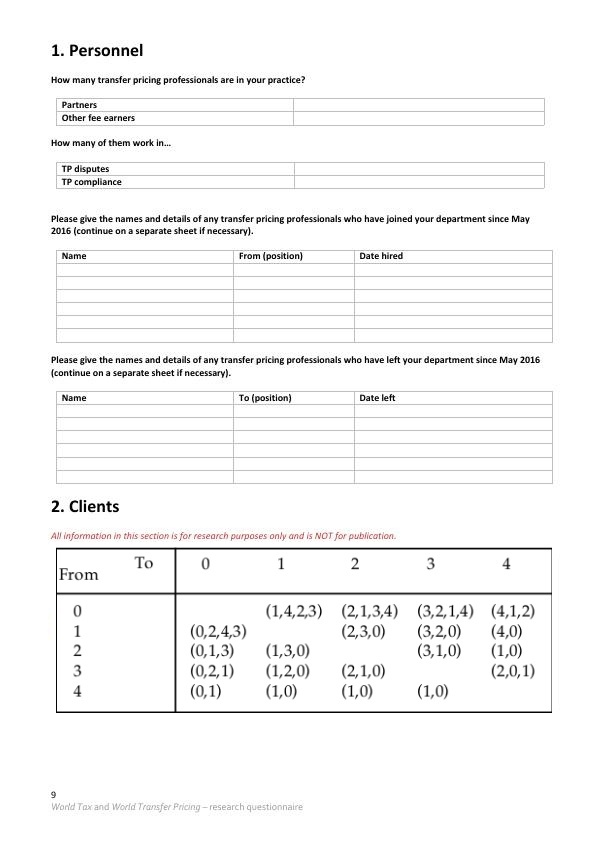 1. Personnel
How many transfer pricing professionals are in your practice?
Partners
Other fee earners
How many of them work in...
TP disputes
TP compliance
Please give the names and details of any transfer pricing professionals who have joined your department since May
2016 (continue on a separate sheet if necessary).
Name From (position) Date hired
Please give the names and details of any transfer pricing professionals who have left your department since May 2016
(continue on a separate sheet if necessary).
Name To (position) Date left
2. Clients
All information in this section is for research purposes only and is NOT for publication.
From To 0 1 2 3 4
0 (1,4,2,3) (2,1,3,4) (3,2,1,4) (4,1,2)
1 (0,2,4,3) (2,3,0) (3,2,0) (4,0)
2 (0,1,3) (1,3,0) (3,1,0) (1,0)
3 (0,2,1) (1,2,0) (2,1,0) (2,0,1)
4 (0,1) (1,0) (1,0) (1,0)
9
World Tax and World Transfer Pricing – research questionnaire